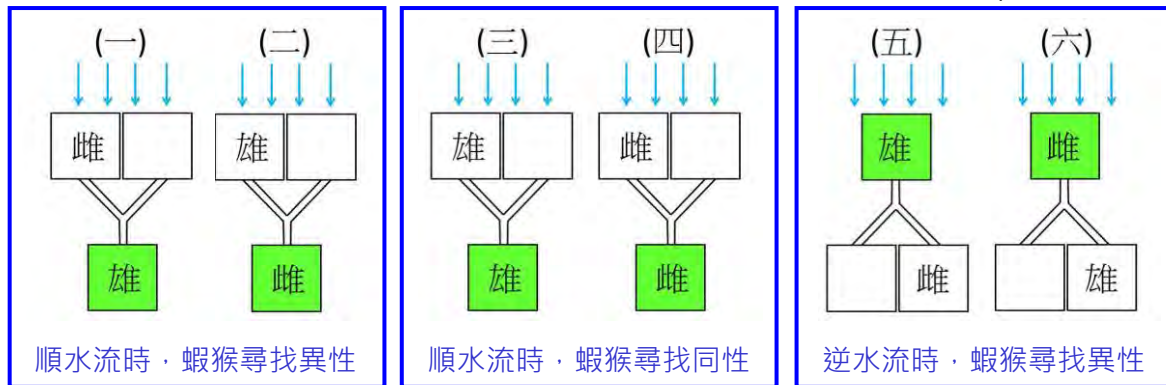 (一) (二)
雌 雄
雄 雌
順水流時，蝦猴尋找異性
(三) (四)
雄 雌
雄 雌
順水流時，蝦猴尋找同性
(五) (六)
雄 雌
雌 雄
逆水流時，蝦猴尋找異性